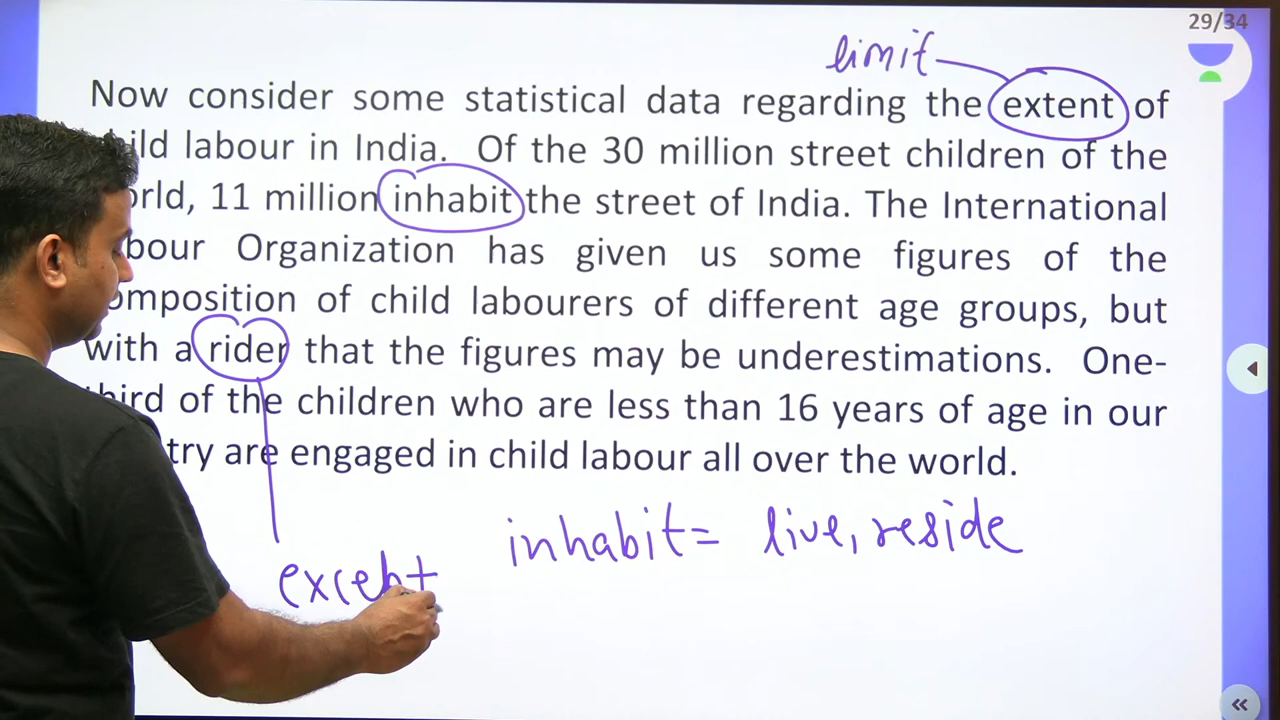 29/34
limit
Now consider some statistical data regarding the extent of
ild labour in India. Of the 30 million street children of the
orld, 11 million inhabit the street of India. The International
bour Organization has given us some figures of the
omposition of child labourers of different age groups, but
with a rider that the figures may be underestimations. One-
hird of the children who are less than 16 years of age in our
try are engaged in child labour all over the world.
inhabit = live, reside
except